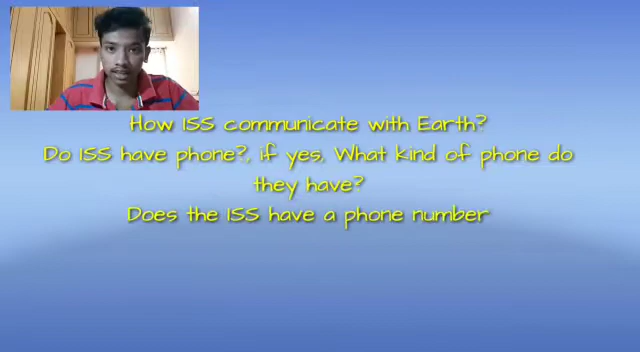 How ISS communicate with Earth?
Do ISS have phone?, if yes, What kind of phone do
they have?
Does the ISS have a phone number